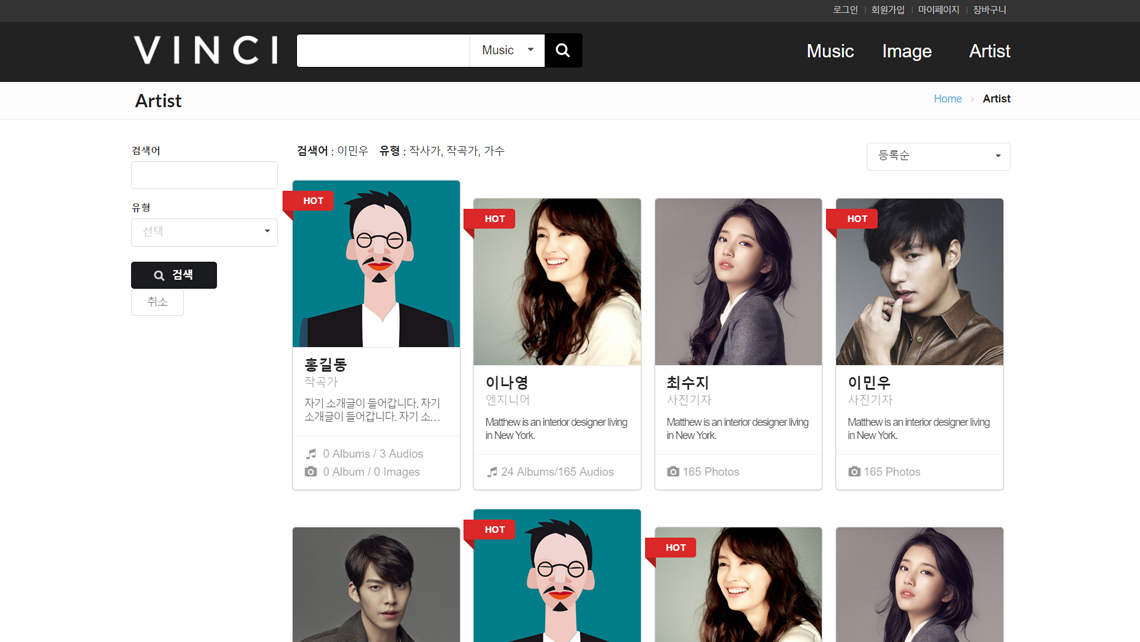 로그인 회원가입 마이페이지 장바구니
VINCI Music Music Image Artist
Artist Home › Artist
검색어
검색어 : 이민우 유형 : 작사가, 작곡가, 가수
등록순
유형
선택
검색
취소
HOT
홍길동
작곡가
자기 소개글이 들어갑니다. 자기
소개글이 들어갑니다. 자기 소…
0 Albums / 3 Audios
0 Album / 0 Images
HOT
이나영
엔지니어
Matthew is an interior designer living
in New York.
24 Albums/165 Audios
최수지
사진기자
Matthew is an interior designer living
in New York.
165 Photos
HOT
이민우
사진기자
Matthew is an interior designer living
in New York.
165 Photos
HOT
HOT